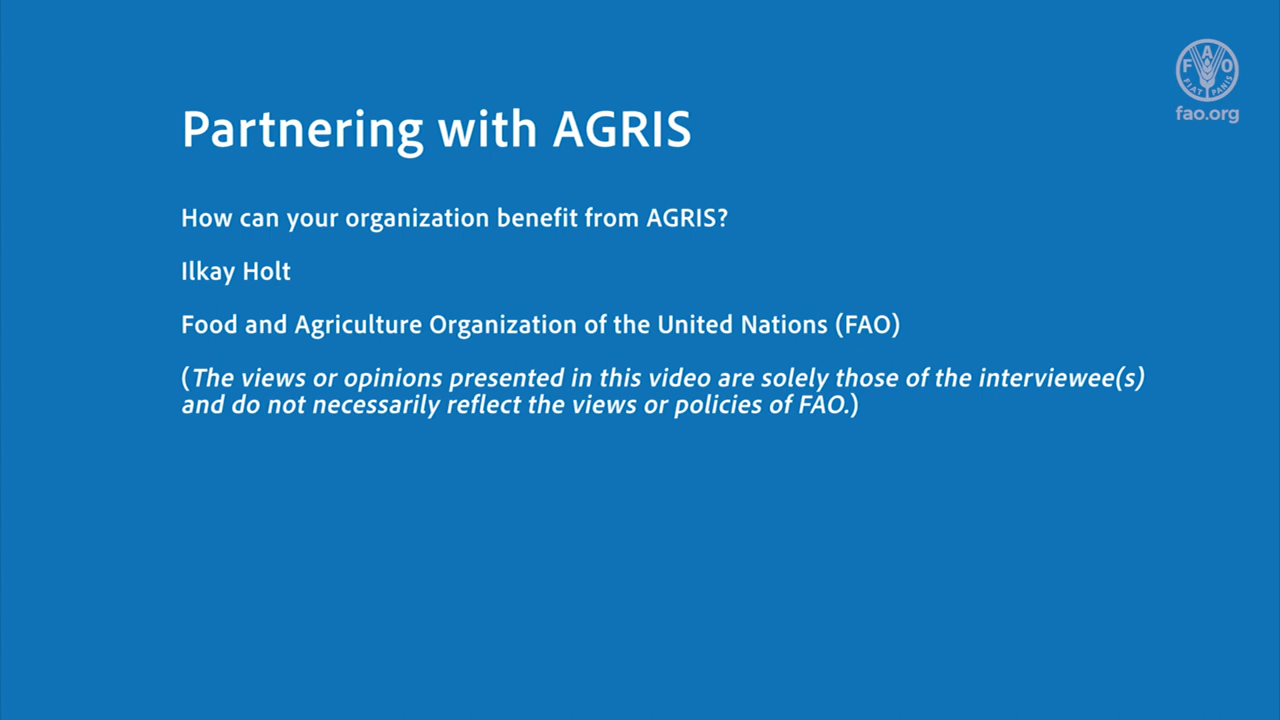 Partnering with AGRIS
How can your organization benefit from AGRIS?
Ilkay Holt
Food and Agriculture Organization of the United Nations (FAO)
(The views or opinions presented in this video are solely those of the interviewee(s)
and do not necessarily reflect the views or policies of FAO.)
F A O
FIAT PANIS
fao.org